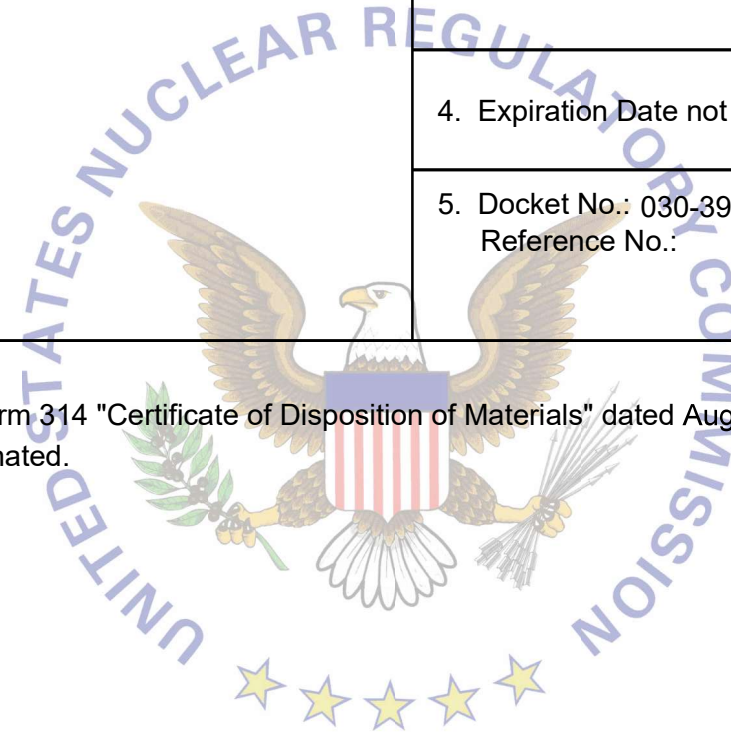 UNITED STATES NUCLEAR REGULATORY COMMISSION
4. Expiration Date not
5. Docket No.: 030-39
Reference No.:
rm 314 "Certificate of Disposition of Materials" dated Aug
nated.